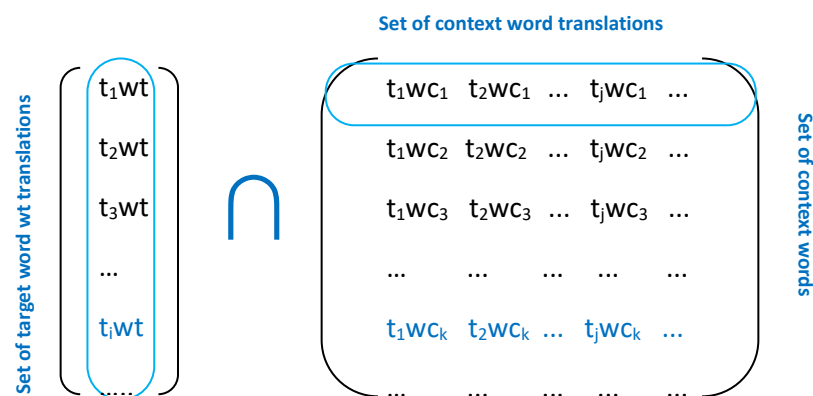 Set of context word translations
Set of target word wt translations
t₁wt
t₂wt
t₃wt
...
tᵢwt
.....
⋂
t₁wc₁ t₂wc₁ ... tⱼwc₁ ...
t₁wc₂ t₂wc₂ ... tⱼwc₂ ...
t₁wc₃ t₂wc₃ ... tⱼwc₃ ...
... ... ... ... ...
t₁wcₖ t₂wcₖ ... tⱼwcₖ ...
... ... ... ... ...
Set of context words